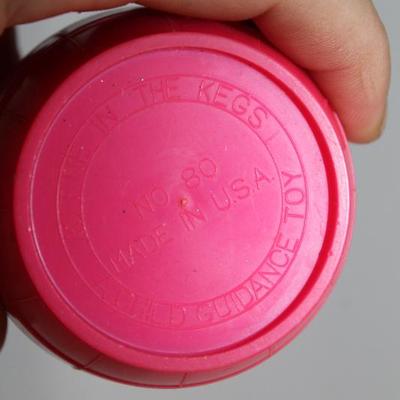 IN THE KEGS
NO 80
MADE IN U.S.A.
A CHILD GUIDANCE TOY